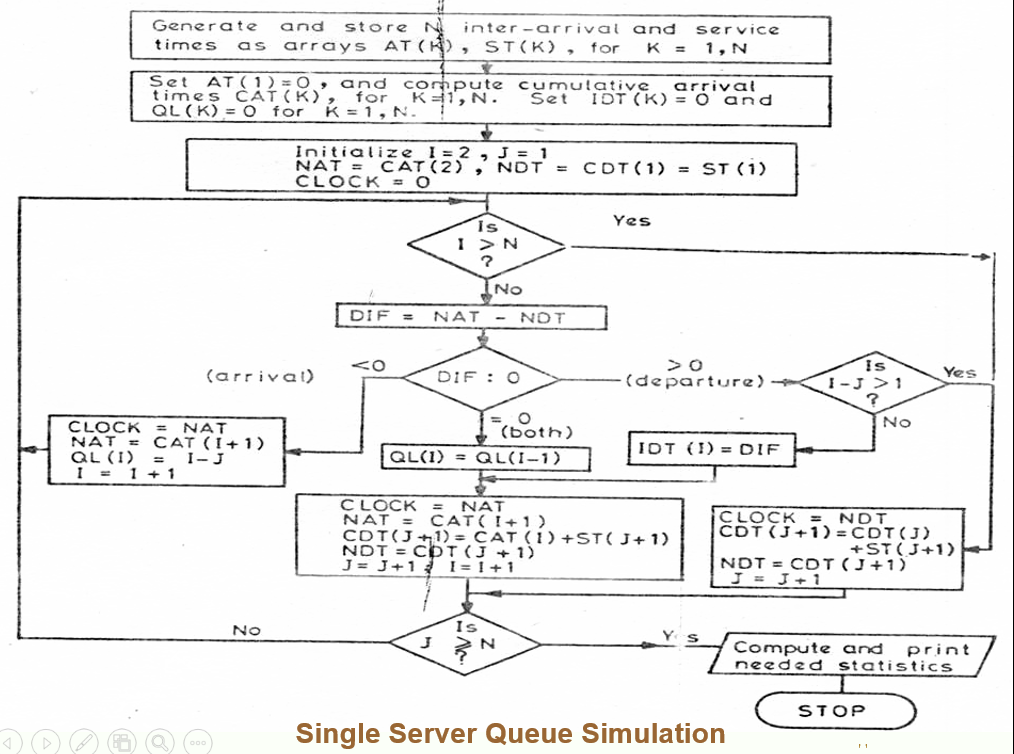 Generate and store N inter-arrival and service
times as arrays AT(K), ST(K), for K = 1,N
Set AT(1)=0, and compute cumulative arrival
times CAT(K), for K=1,N. Set IDT(K)=0 and
QL(K)=0 for K=1,N.
Initialize I=2, J=1
NAT = CAT(2), NDT = CDT(1) = ST(1)
CLOCK = 0
Is
I > N
?
Yes
No
DIF = NAT - NDT
DIF : 0
<0
(arrival)
>0
(departure)
= 0
(both)
Is
I-J>1
?
Yes
No
CLOCK = NAT
NAT = CAT(I+1)
QL(I) = I-J
I = I+1
QL(I) = QL(I-1)
IDT(I)=DIF
CLOCK = NAT
NAT = CAT(I+1)
CDT(J+1)=CAT(I)+ST(J+1)
NDT=CDT(J+1)
J=J+1, I=I+1
CLOCK = NDT
CDT(J+1)=CDT(J)
+ST(J+1)
NDT=CDT(J+1)
J = J+1
Is
J ≥ N
?
No
Yes
Compute and print
needed statistics
STOP
Single Server Queue Simulation